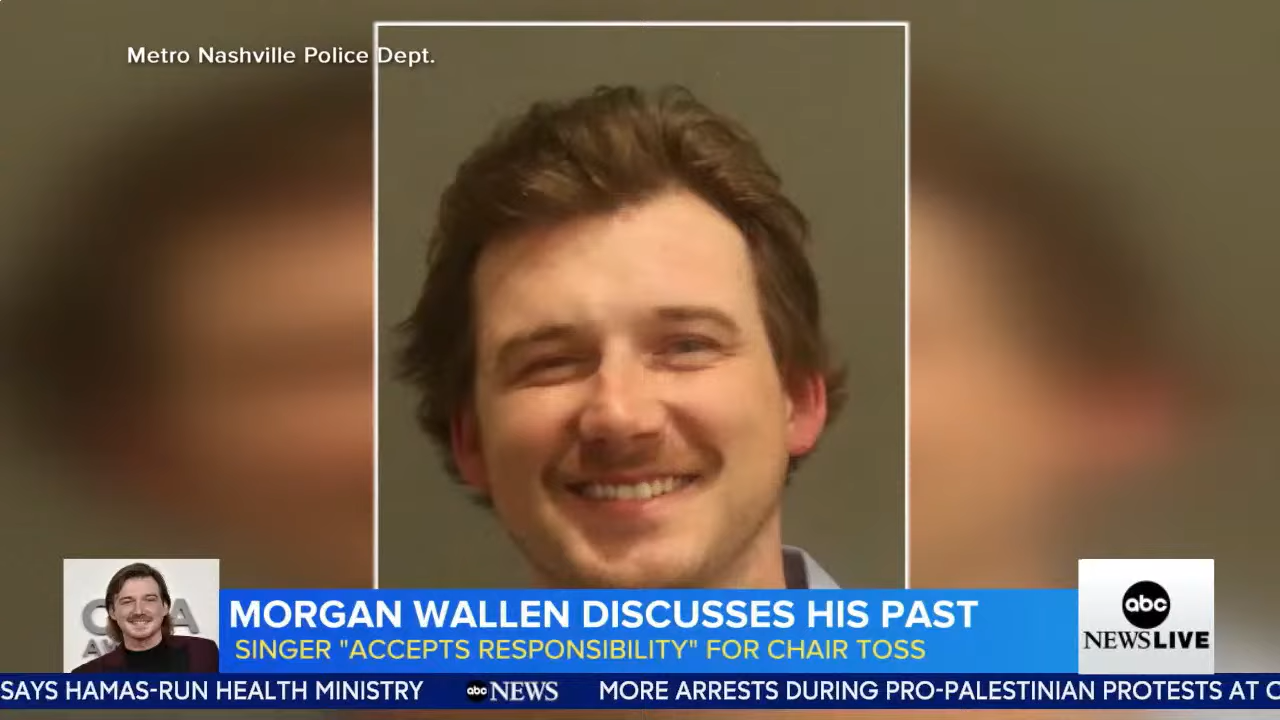 Metro Nashville Police Dept.
MORGAN WALLEN DISCUSSES HIS PAST
SINGER "ACCEPTS RESPONSIBILITY" FOR CHAIR TOSS
abc
NEWS LIVE
SAYS HAMAS-RUN HEALTH MINISTRY abc NEWS MORE ARRESTS DURING PRO-PALESTINIAN PROTESTS AT